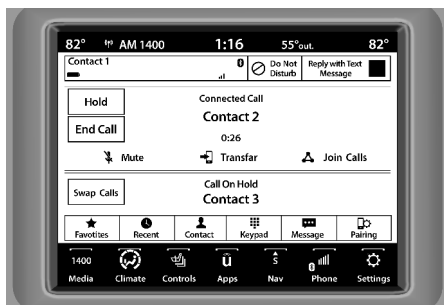 82° AM 1400 1:16 55°out. 82°
Contact 1
Do Not
Disturb
Reply with Text
Message
Hold
End Call
Connected Call
Contact 2
0:26
Mute Transfar Join Calls
Swap Calls
Call On Hold
Contact 3
Favotites Recent Contact Keypad Message Pairing
1400 ü S
Media Climate Controls Apps Nav Phone Settings